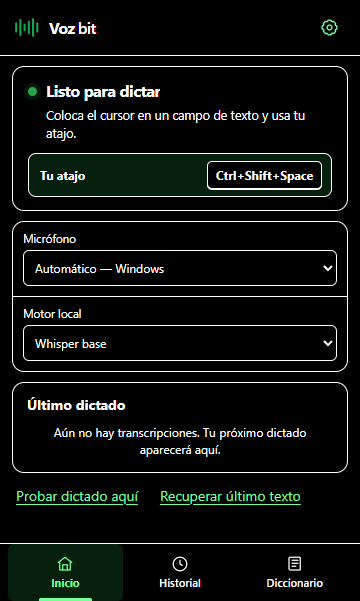 Voz bit
Listo para dictar
Coloca el cursor en un campo de texto y usa tu
atajo.
Tu atajo
Ctrl+Shift+Space
Micrófono
Automático — Windows
Motor local
Whisper base
Último dictado
Aún no hay transcripciones. Tu próximo dictado
aparecerá aquí.
Probar dictado aquí
Recuperar último texto
Inicio
Historial
Diccionario